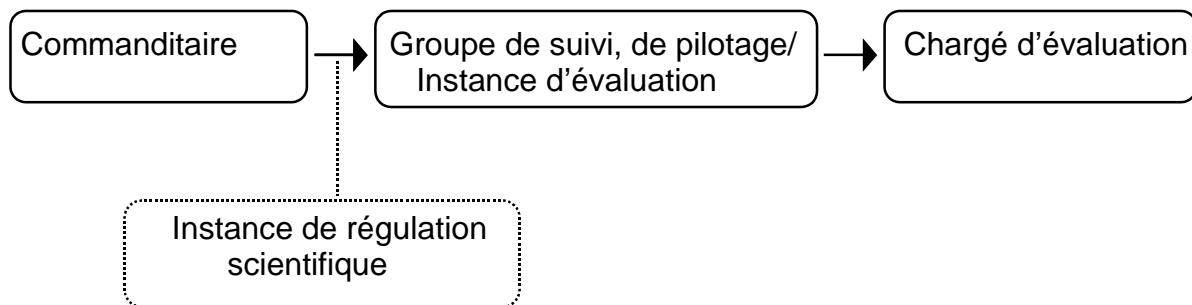 Commanditaire
Groupe de suivi, de pilotage/
Instance d’évaluation
Chargé d’évaluation
Instance de régulation
scientifique